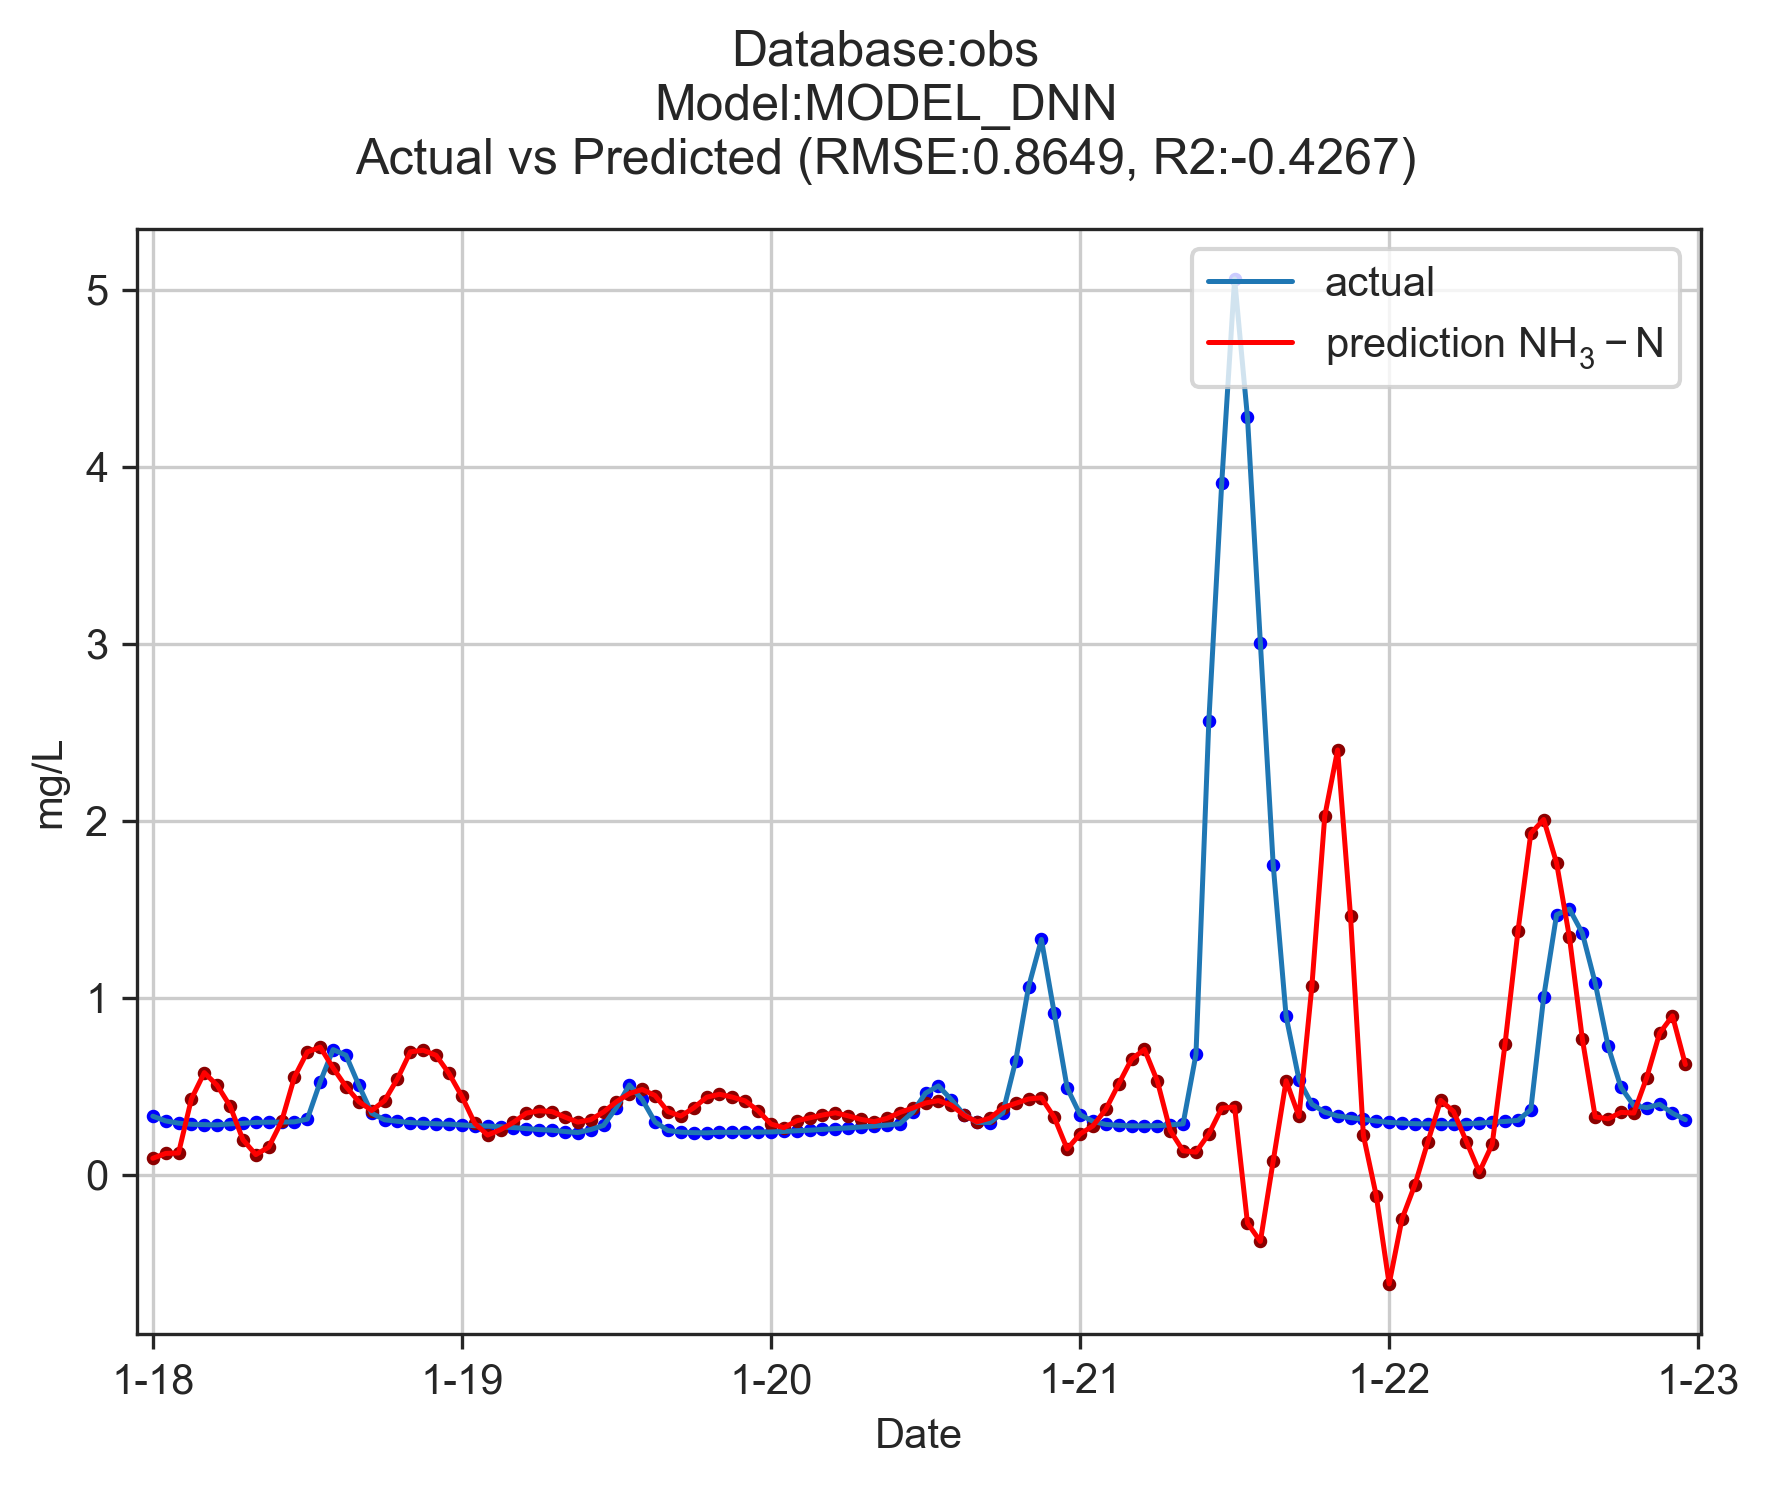 Database:obs
Model:MODEL_DNN
Actual vs Predicted (RMSE:0.8649, R2:-0.4267)
actual
prediction NH₃ − N
5
4
3
2
1
0
mg/L
1-18 1-19 1-20 1-21 1-22 1-23
Date